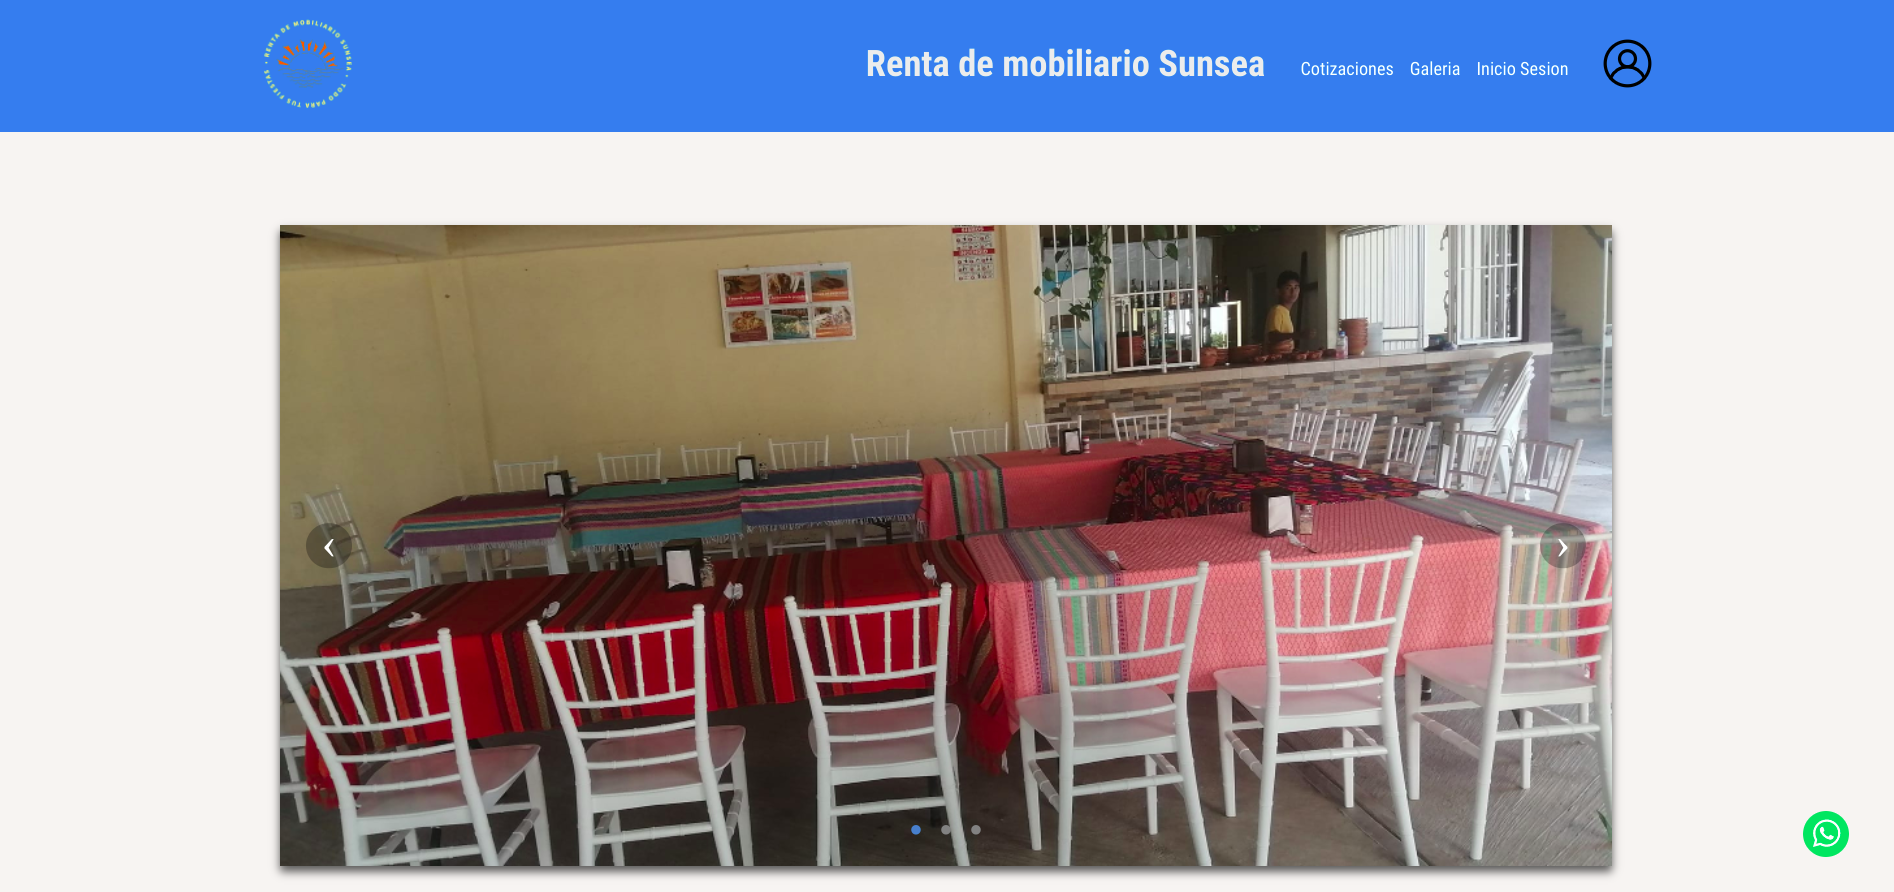 RENTA DE MOBILIARIO SUNSEA
TODO PARA TUS FIESTAS
Renta de mobiliario Sunsea
Cotizaciones
Galeria
Inicio Sesion